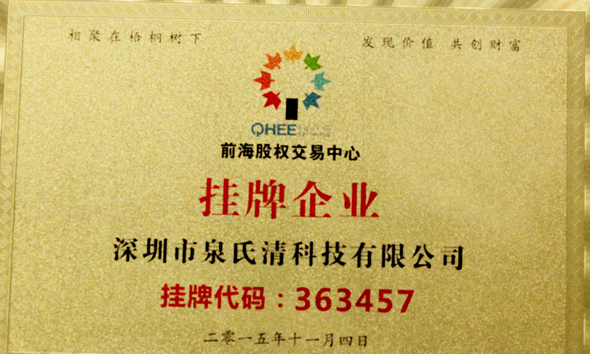 相聚在梧桐树下
发现价值 共创财富
QHEE
前海股权交易中心
挂牌企业
深圳市泉氏清科技有限公司
挂牌代码：363457
二零一五年十一月四日